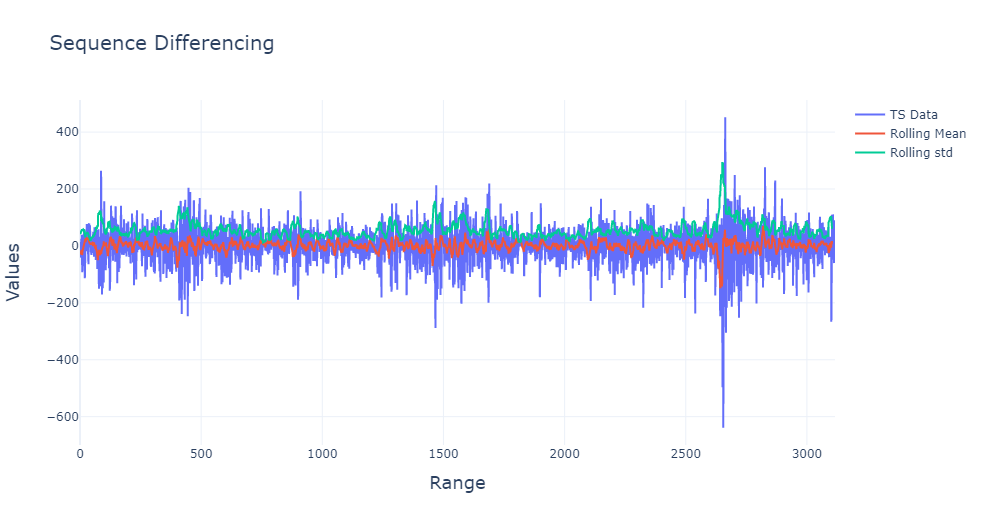 Sequence Differencing
TS Data
Rolling Mean
Rolling std
400
200
0
−200
−400
−600
Values
0
500
1000
1500
2000
2500
3000
Range